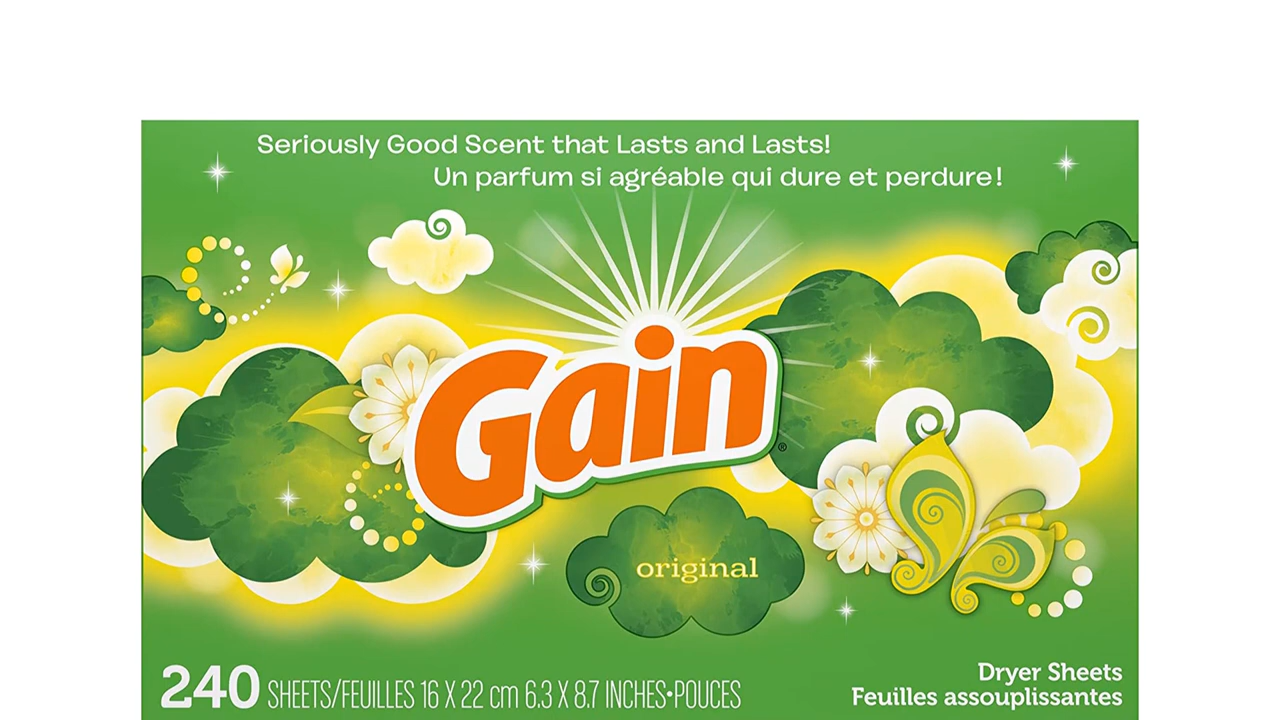 Seriously Good Scent that Lasts and Lasts!
Un parfum si agréable qui dure et perdure!
Gain®
original
240 SHEETS/FEUILLES 16 X 22 cm 6.3 X 8.7 INCHES•POUCES
Dryer Sheets
Feuilles assouplissantes